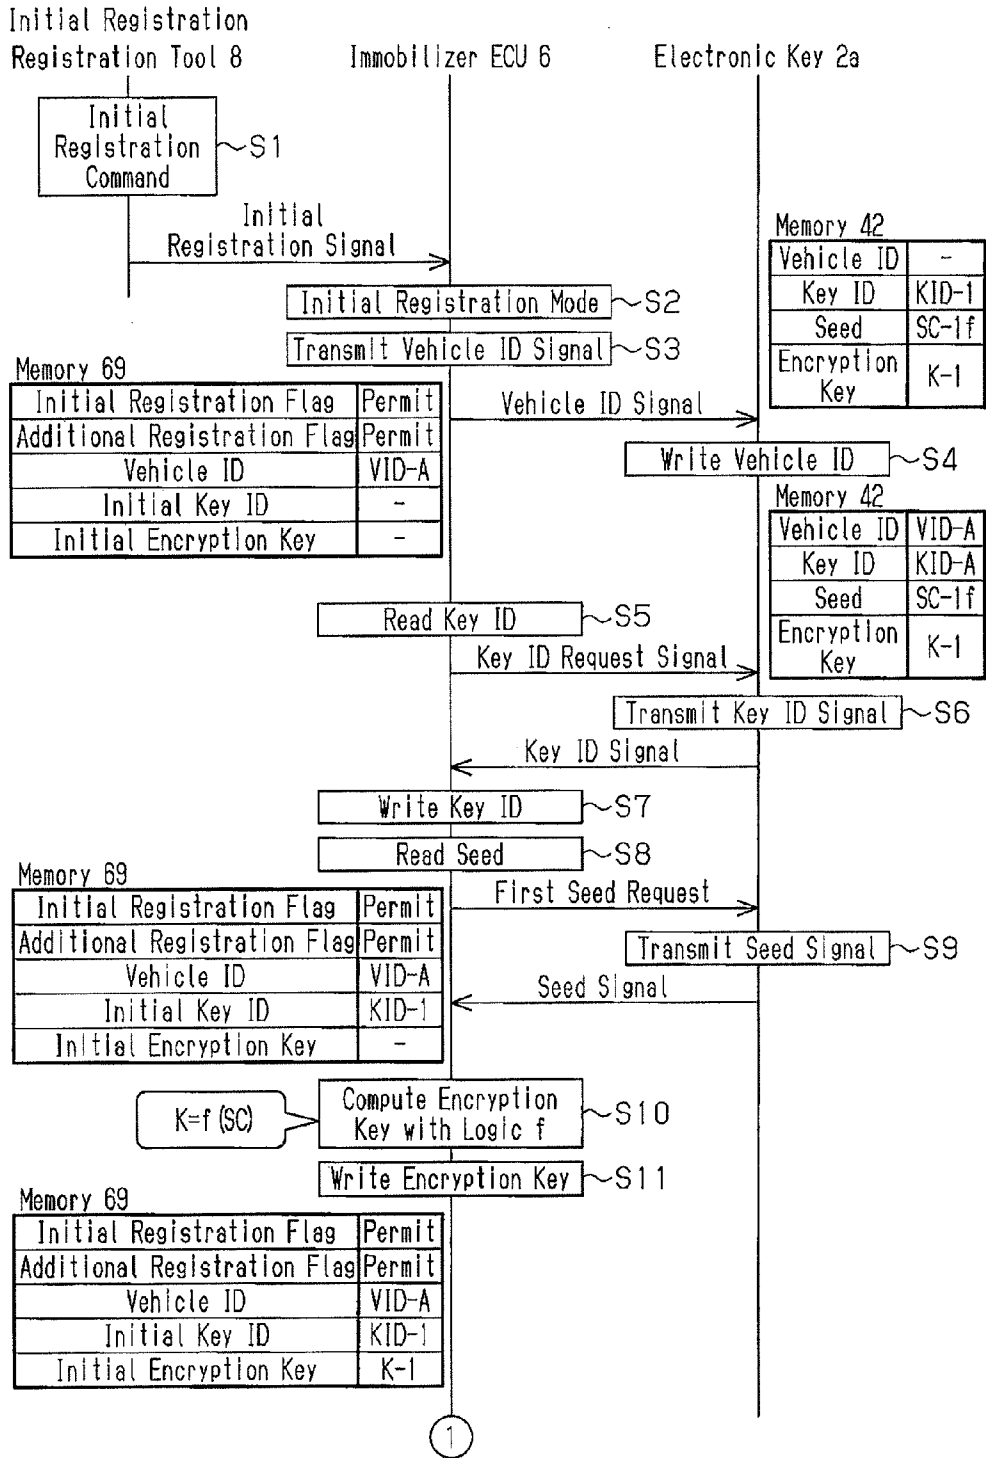 Initial Registration
Registration Tool 8
Immobilizer ECU 6
Electronic Key 2a
Initial
Registration
Command
S1
Initial
Registration Signal
Memory 42
Vehicle ID -
Key ID KID-1
Seed SC-1f
Encryption
Key
K-1
Initial Registration Mode S2
Transmit Vehicle ID Signal S3
Memory 69
Initial Registration Flag Permit
Additional Registration Flag Permit
Vehicle ID VID-A
Initial Key ID -
Initial Encryption Key -
Vehicle ID Signal
Write Vehicle ID S4
Memory 42
Vehicle ID VID-A
Key ID KID-A
Seed SC-1f
Encryption
Key
K-1
Read Key ID S5
Key ID Request Signal
Transmit Key ID Signal S6
Key ID Signal
Write Key ID S7
Read Seed S8
Memory 69
Initial Registration Flag Permit
Additional Registration Flag Permit
Vehicle ID VID-A
Initial Key ID KID-1
Initial Encryption Key -
First Seed Request
Transmit Seed Signal S9
Seed Signal
K=f(SC)
Compute Encryption
Key with Logic f
S10
Write Encryption Key S11
Memory 69
Initial Registration Flag Permit
Additional Registration Flag Permit
Vehicle ID VID-A
Initial Key ID KID-1
Initial Encryption Key K-1
1